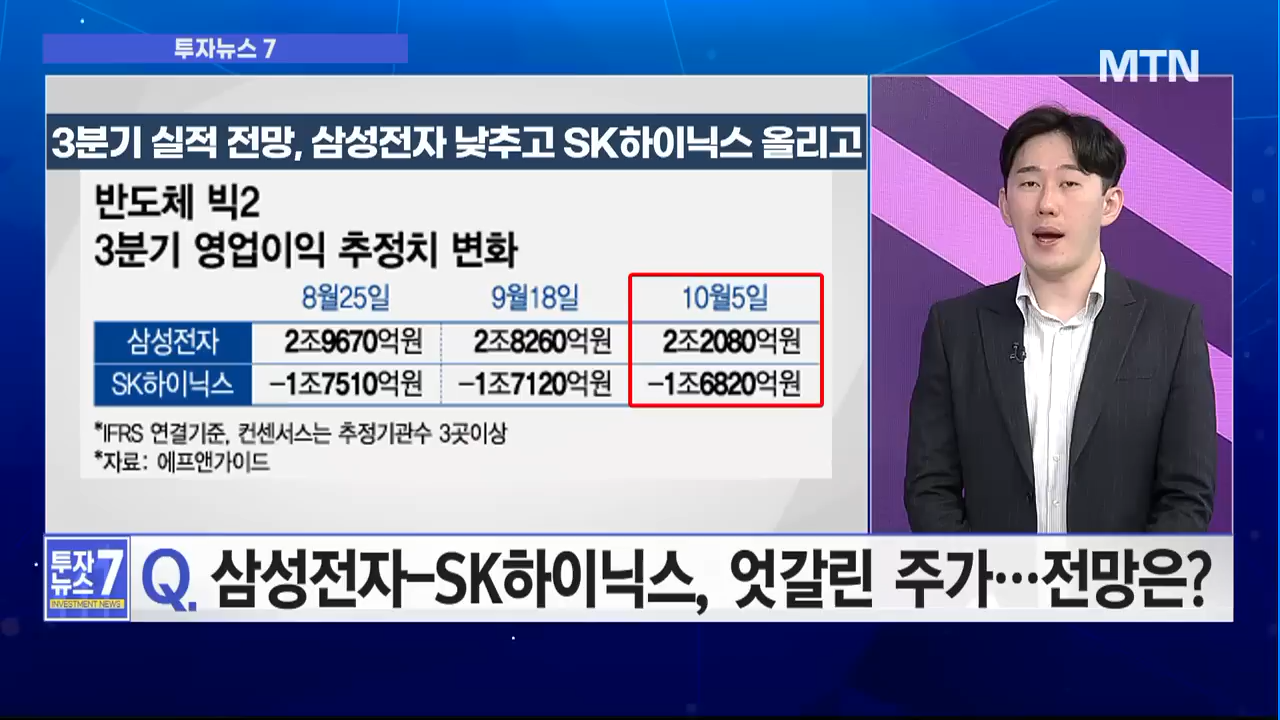 투자뉴스 7
MTN
3분기 실적 전망, 삼성전자 낮추고 SK하이닉스 올리고
반도체 빅2
3분기 영업이익 추정치 변화
8월25일 9월18일 10월5일
삼성전자 2조9670억원 2조8260억원 2조2080억원
SK하이닉스 -1조7510억원 -1조7120억원 -1조6820억원
*IFRS 연결기준, 컨센서스는 추정기관수 3곳이상
*자료: 에프앤가이드
투자
뉴스 7
INVESTMENT NEWS
Q. 삼성전자-SK하이닉스, 엇갈린 주가…전망은?